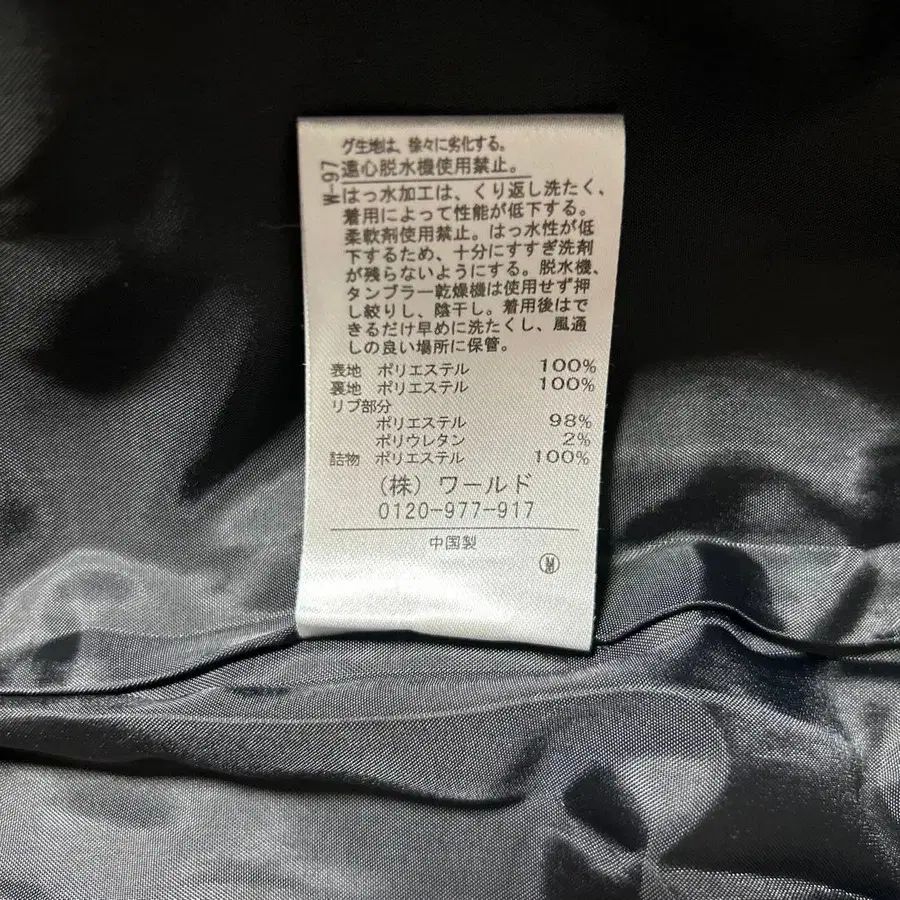 グ生地は、徐々に劣化する。
遠心脱水機使用禁止。
W-97
はっ水加工は、くり返し洗たく、
着用によって性能が低下する。
柔軟剤使用禁止。はっ水性が低
下するため、十分にすすぎ洗剤
が残らないようにする。脱水機、
タンブラー乾燥機は使用せず押
し絞りし、陰干し。着用後はで
きるだけ早めに洗たくし、風通
しの良い場所に保管。
表地 ポリエステル 100%
裏地 ポリエステル 100%
リブ部分
ポリエステル 98%
ポリウレタン 2%
詰物 ポリエステル 100%
(株)ワールド
0120-977-917
中国製